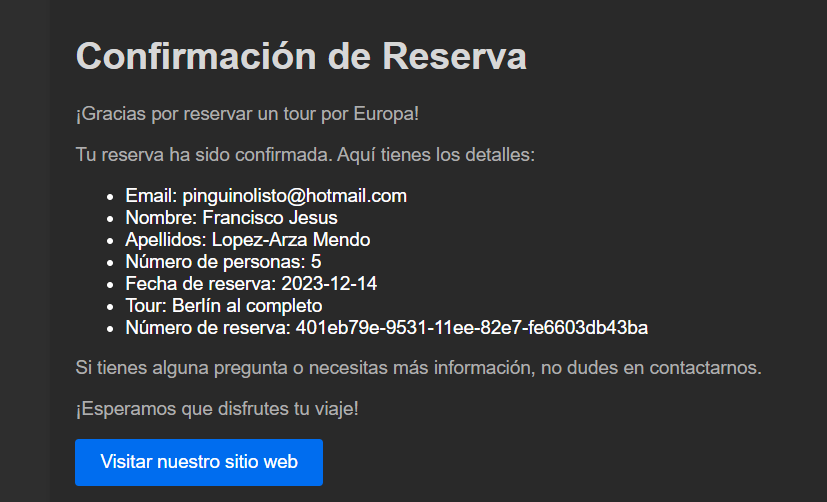 Confirmación de Reserva
¡Gracias por reservar un tour por Europa!
Tu reserva ha sido confirmada. Aquí tienes los detalles:
• Email: pinguinolisto@hotmail.com
• Nombre: Francisco Jesus
• Apellidos: Lopez-Arza Mendo
• Número de personas: 5
• Fecha de reserva: 2023-12-14
• Tour: Berlín al completo
• Número de reserva: 401eb79e-9531-11ee-82e7-fe6603db43ba
Si tienes alguna pregunta o necesitas más información, no dudes en contactarnos.
¡Esperamos que disfrutes tu viaje!
Visitar nuestro sitio web